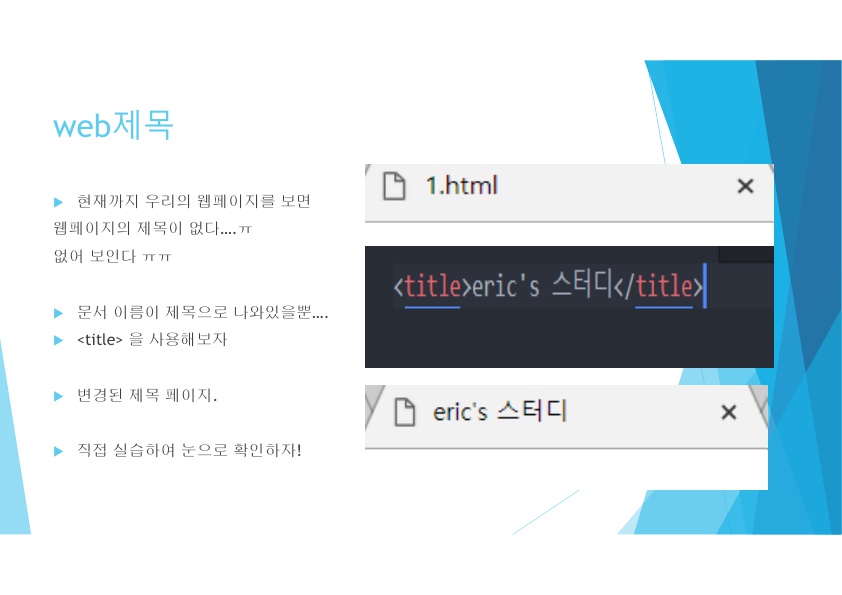 web제목
현재까지 우리의 웹페이지를 보면
웹페이지의 제목이 없다....ㅠ
없어 보인다 ㅠㅠ
문서 이름이 제목으로 나와있을뿐....
<title> 을 사용해보자
변경된 제목 페이지.
직접 실습하여 눈으로 확인하자!
1.html
<title>eric's 스터디</title>
eric's 스터디